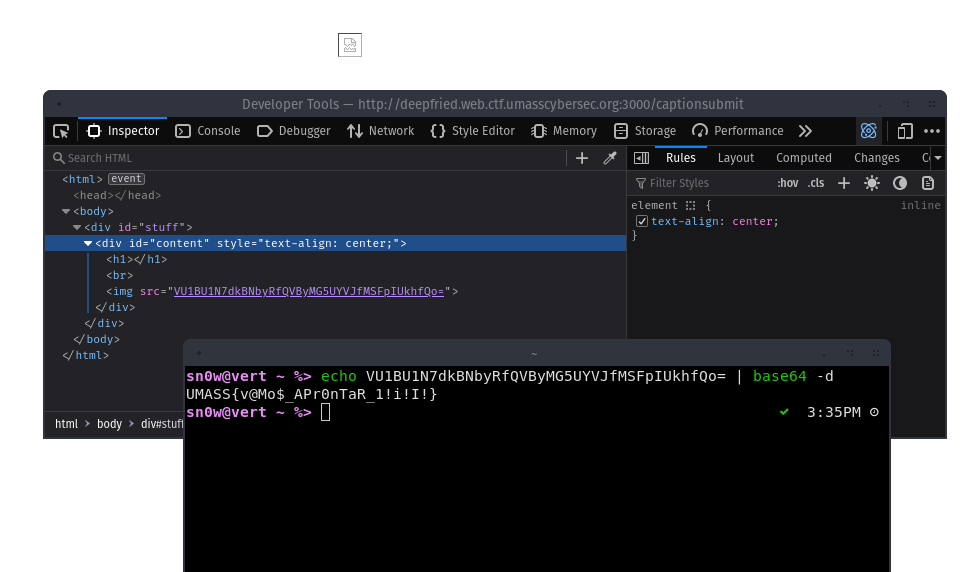 Developer Tools — http://deepfried.web.ctf.umasscybersec.org:3000/captionsubmit
Inspector Console Debugger Network {} Style Editor Memory Storage Performance
Search HTML
Rules Layout Computed Changes
Filter Styles :hov .cls
<html> event
<head></head>
<body>
<div id="stuff">
<div id="content" style="text-align: center;">
<h1></h1>
<br>
<img src="VU1BU1N7dkBNbyRfQVByMG5UYVJfMSFpIUkhfQo=">
</div>
</div>
</body>
</html>
element { inline
text-align: center;
}
html > body > div#stuff
~
sn0w@vert ~ %> echo VU1BU1N7dkBNbyRfQVByMG5UYVJfMSFpIUkhfQo= | base64 -d
UMASS{v@Mo$_APr0nTaR_1!i!I!}
sn0w@vert ~ %> ✔ 3:35PM